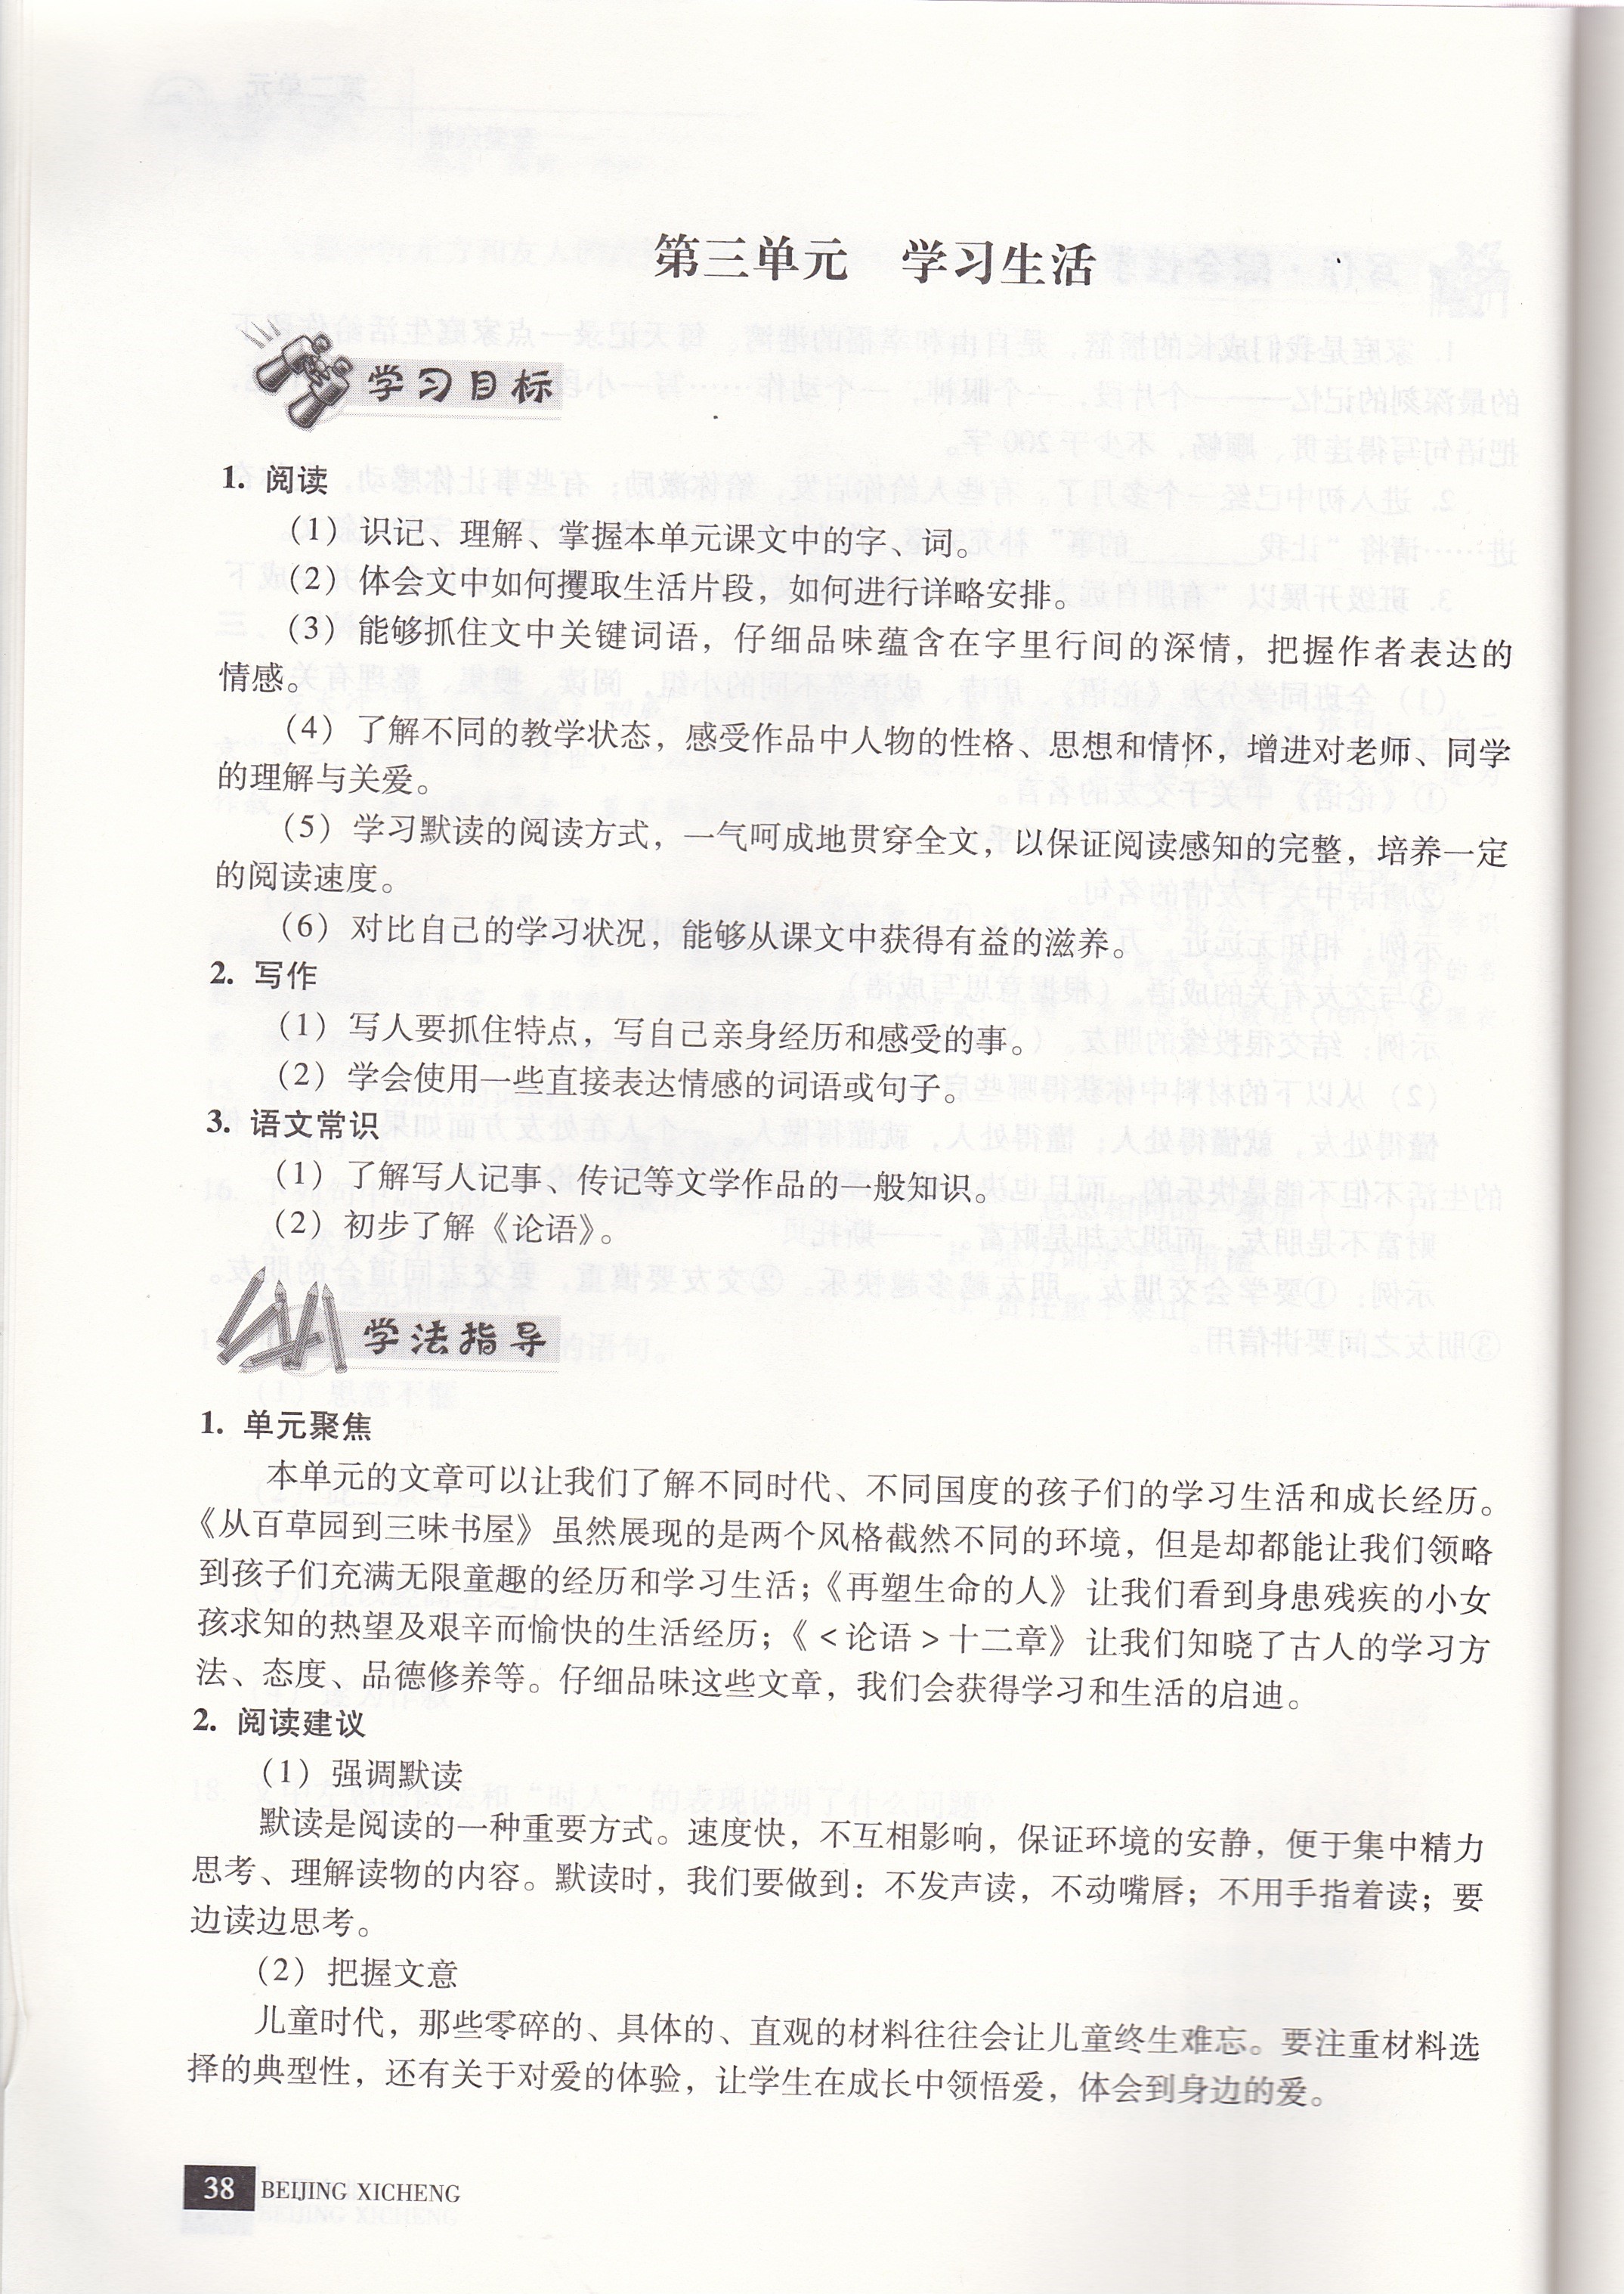 第三单元 学习生活
学习目标
1. 阅读
(1) 识记、理解、掌握本单元课文中的字、词。
(2) 体会文中如何攫取生活片段，如何进行详略安排。
(3) 能够抓住文中关键词语，仔细品味蕴含在字里行间的深情，把握作者表达的
情感。
(4) 了解不同的教学状态，感受作品中人物的性格、思想和情怀，增进对老师、同学
的理解与关爱。
(5) 学习默读的阅读方式，一气呵成地贯穿全文，以保证阅读感知的完整，培养一定
的阅读速度。
(6) 对比自己的学习状况，能够从课文中获得有益的滋养。
2. 写作
(1) 写人要抓住特点，写自己亲身经历和感受的事。
(2) 学会使用一些直接表达情感的词语或句子。
3. 语文常识
(1) 了解写人记事、传记等文学作品的一般知识。
(2) 初步了解《论语》。
学法指导
1. 单元聚焦
本单元的文章可以让我们了解不同时代、不同国度的孩子们的学习生活和成长经历。
《从百草园到三味书屋》虽然展现的是两个风格截然不同的环境，但是却都能让我们领略
到孩子们充满无限童趣的经历和学习生活；《再塑生命的人》让我们看到身患残疾的小女
孩求知的热望及艰辛而愉快的生活经历；《<论语>十二章》让我们知晓了古人的学习方
法、态度、品德修养等。仔细品味这些文章，我们会获得学习和生活的启迪。
2. 阅读建议
(1) 强调默读
默读是阅读的一种重要方式。速度快，不互相影响，保证环境的安静，便于集中精力
思考、理解读物的内容。默读时，我们要做到：不发声读，不动嘴唇；不用手指着读；要
边读边思考。
(2) 把握文意
儿童时代，那些零碎的、具体的、直观的材料往往会让儿童终生难忘。要注重材料选
择的典型性，还有关于对爱的体验，让学生在成长中领悟爱，体会到身边的爱。
38 BEIJING XICHENG